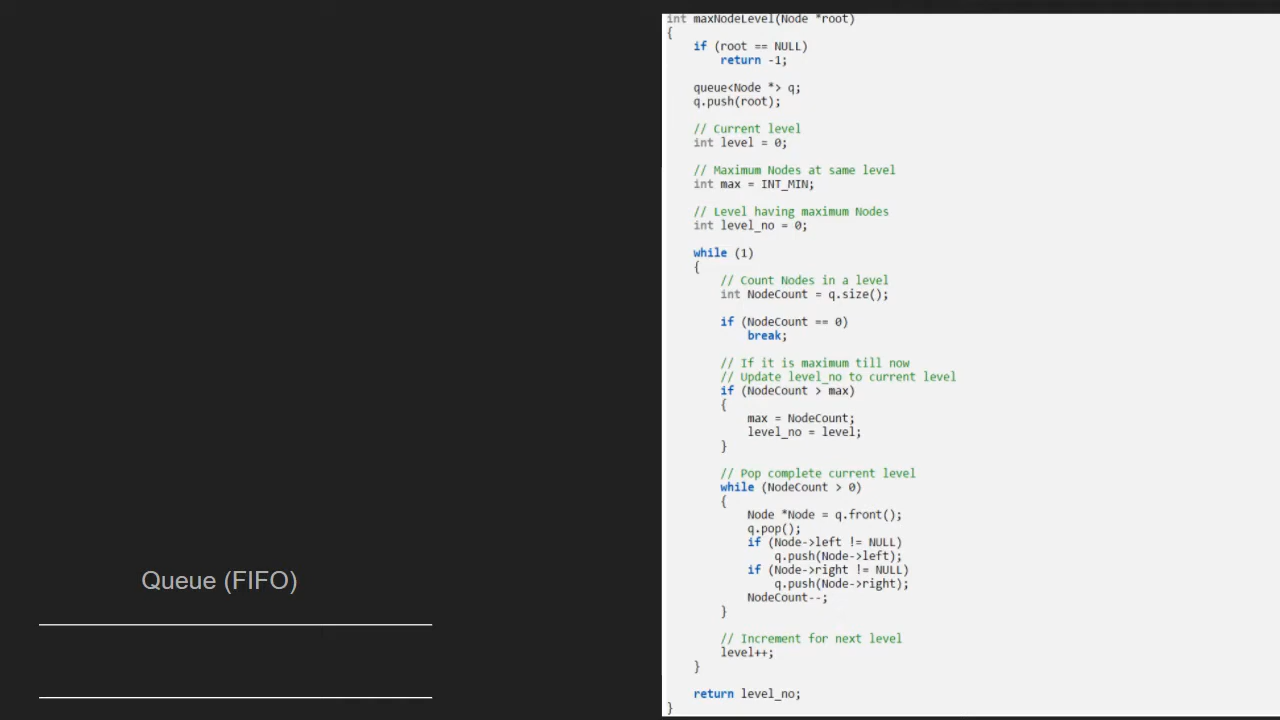 Queue (FIFO)
int maxNodeLevel(Node *root)
{
    if (root == NULL)
        return -1;

    queue<Node *> q;
    q.push(root);

    // Current level
    int level = 0;

    // Maximum Nodes at same level
    int max = INT_MIN;

    // Level having maximum Nodes
    int level_no = 0;

    while (1)
    {
        // Count Nodes in a level
        int NodeCount = q.size();

        if (NodeCount == 0)
            break;

        // If it is maximum till now
        // Update level_no to current level
        if (NodeCount > max)
        {
            max = NodeCount;
            level_no = level;
        }

        // Pop complete current level
        while (NodeCount > 0)
        {
            Node *Node = q.front();
            q.pop();
            if (Node->left != NULL)
                q.push(Node->left);
            if (Node->right != NULL)
                q.push(Node->right);
            NodeCount--;
        }

        // Increment for next level
        level++;
    }

    return level_no;
}